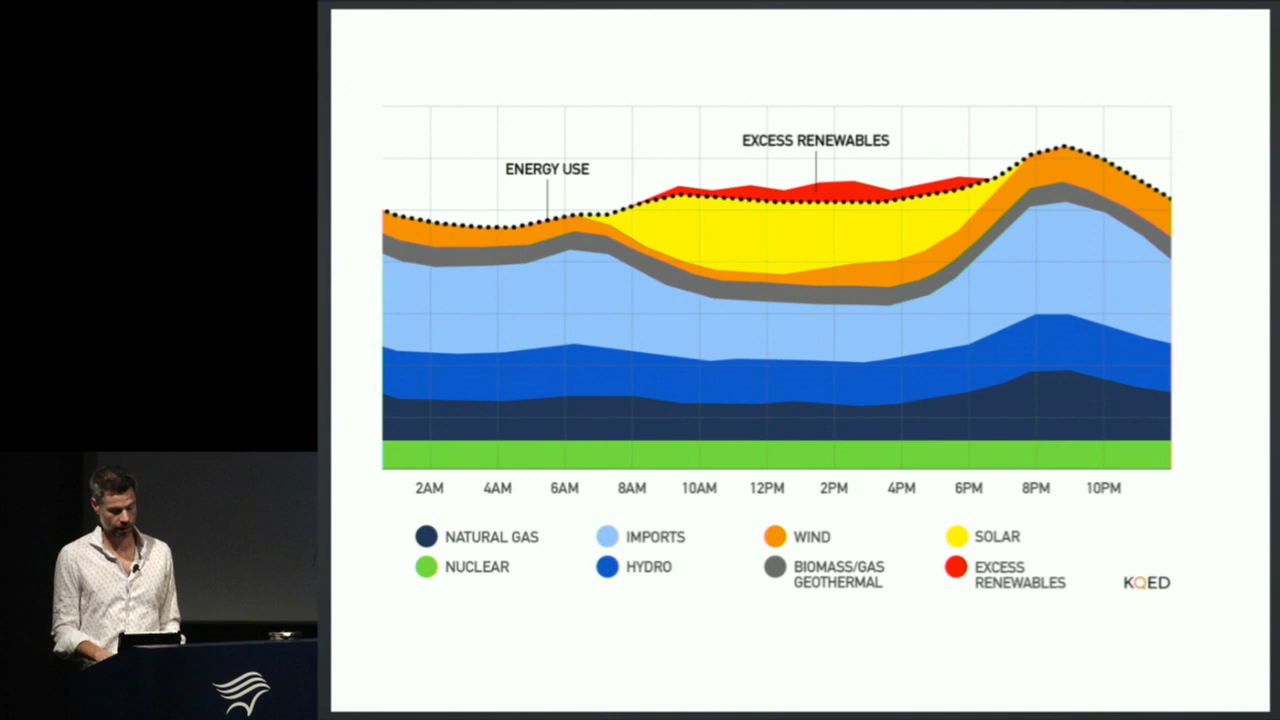 EXCESS RENEWABLES
ENERGY USE
2AM 4AM 6AM 8AM 10AM 12PM 2PM 4PM 6PM 8PM 10PM
NATURAL GAS IMPORTS WIND SOLAR
NUCLEAR HYDRO BIOMASS/GAS EXCESS
GEOTHERMAL RENEWABLES
KQED